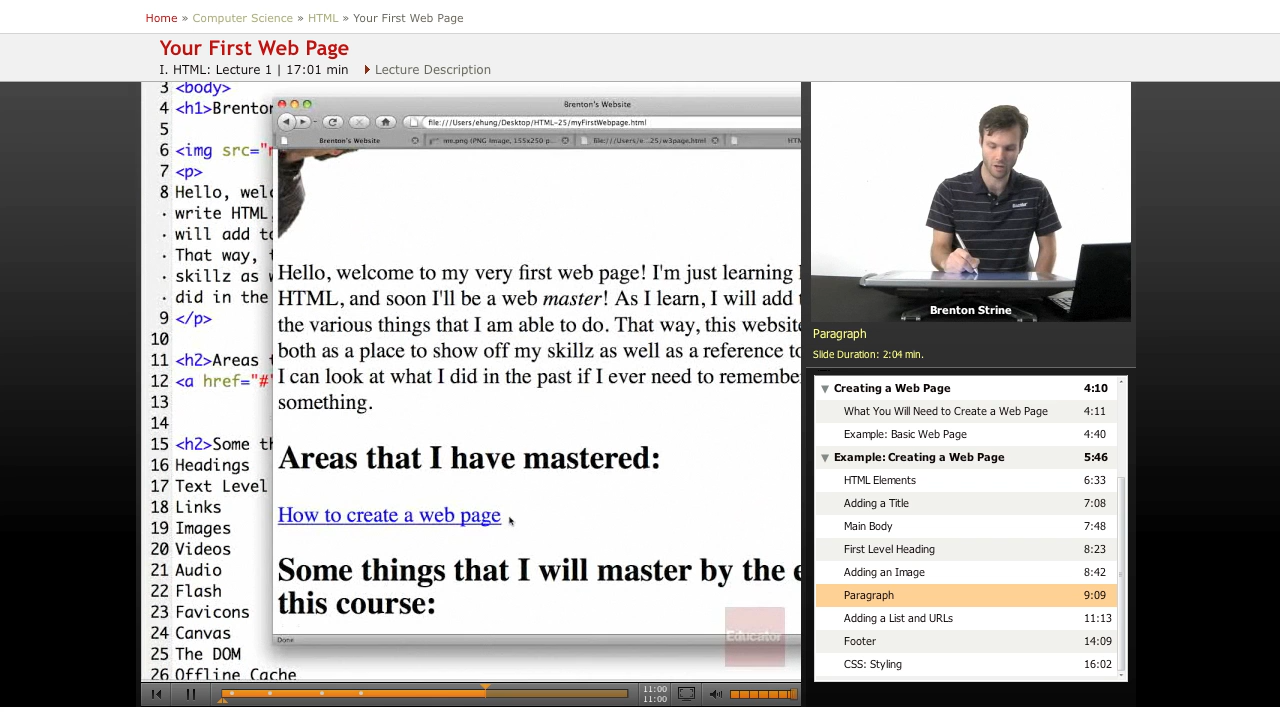 Home » Computer Science » HTML » Your First Web Page
Your First Web Page
I. HTML: Lecture 1 | 17:01 min Lecture Description
3 <body>
4 <h1>Brenton
5
6 <img src="m
7 <p>
8 Hello, welc
· write HTML,
· will add to
· That way, t
· skillz as w
· did in the
9 </p>
10
11 <h2>Areas t
12 <a href="#"
13
14
15 <h2>Some th
16 Headings
17 Text Level
18 Links
19 Images
20 Videos
21 Audio
22 Flash
23 Favicons
24 Canvas
25 The DOM
26 Offline Cache
Brenton's Website
file:///Users/ehung/Desktop/HTML-25/myFirstWebpage.html
Brenton's Website
me.png (PNG Image, 155x250 p...
file:///Users/e...25/w3page.html
HTM
Hello, welcome to my very first web page! I'm just learning
HTML, and soon I'll be a web master! As I learn, I will add
the various things that I am able to do. That way, this website
both as a place to show off my skillz as well as a reference to
I can look at what I did in the past if I ever need to remember
something.
Areas that I have mastered:
How to create a web page
Some things that I will master by the e
this course:
Educator
Done
11:00
11:00
Brenton Strine
Paragraph
Slide Duration: 2:04 min.
Creating a Web Page 4:10
What You Will Need to Create a Web Page 4:11
Example: Basic Web Page 4:40
Example: Creating a Web Page 5:46
HTML Elements 6:33
Adding a Title 7:08
Main Body 7:48
First Level Heading 8:23
Adding an Image 8:42
Paragraph 9:09
Adding a List and URLs 11:13
Footer 14:09
CSS: Styling 16:02